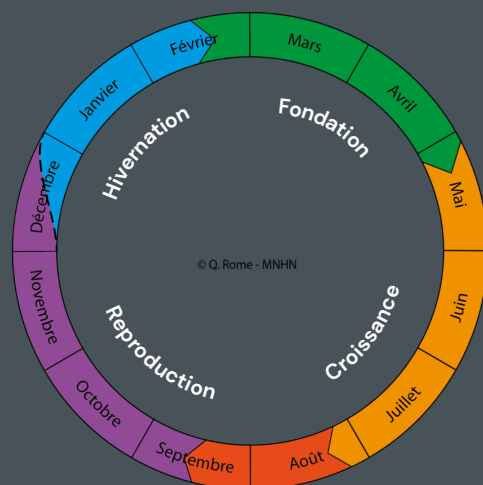 Janvier
Février
Mars
Avril
Mai
Juin
Juillet
Août
Septembre
Octobre
Novembre
Décembre
Hivernation
Fondation
Croissance
Reproduction
© Q. Rome - MNHN